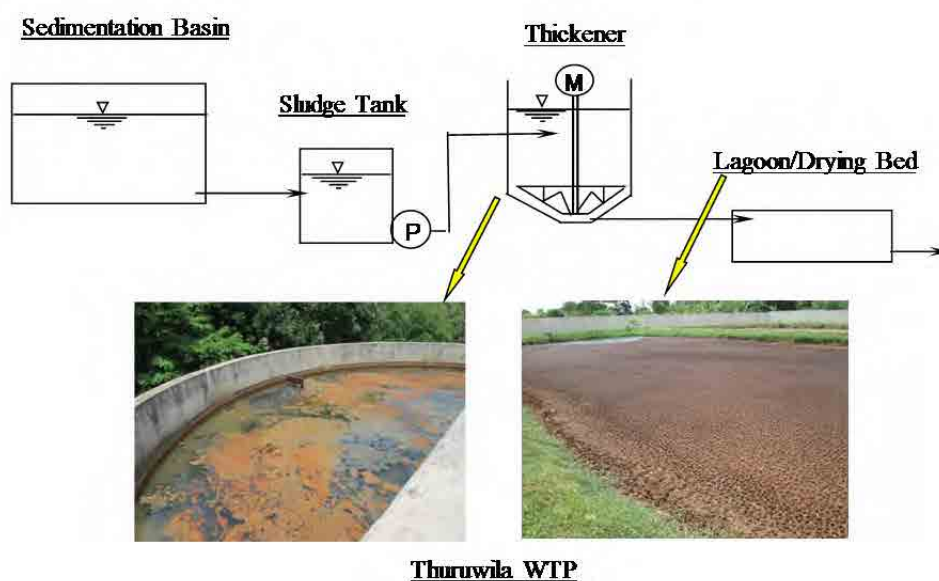 Sedimentation Basin
Thickener
Sludge Tank
M
Lagoon/Drying Bed
P
Thuruwila WTP